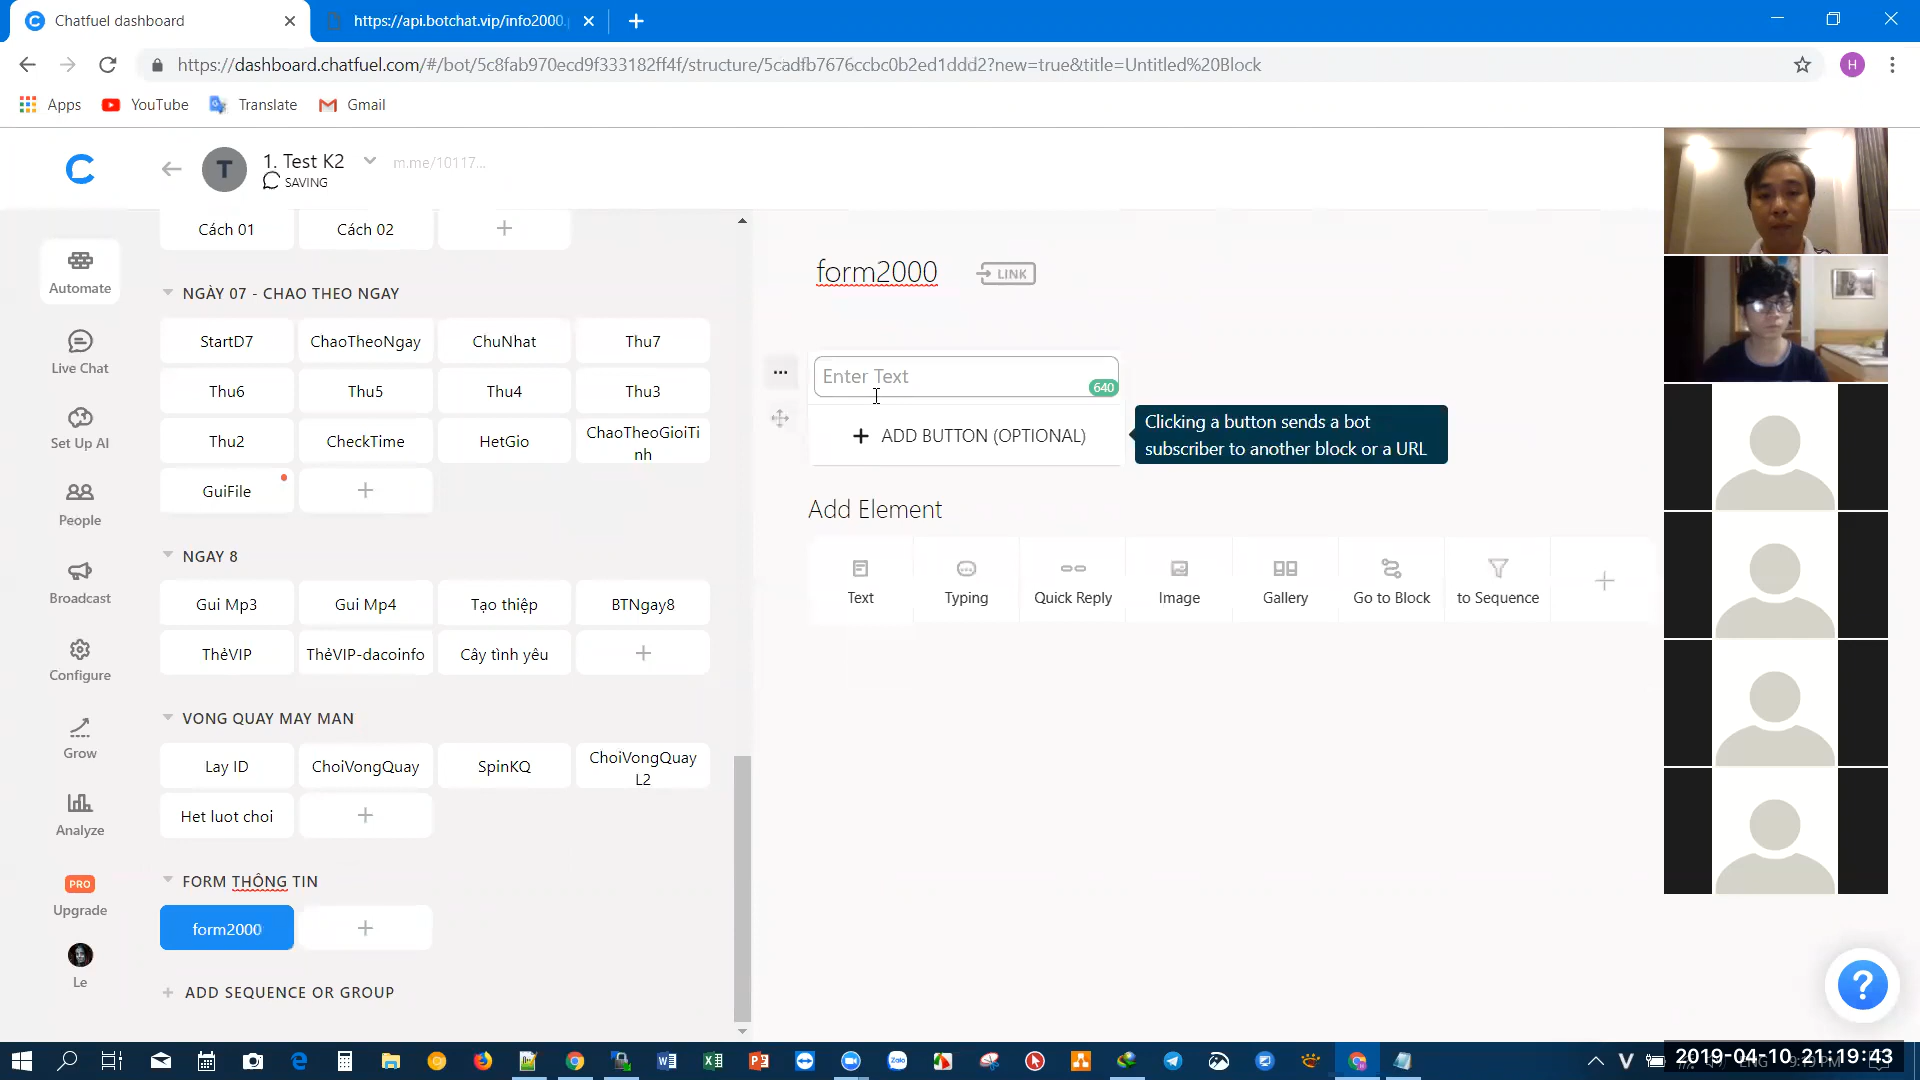 Chatfuel dashboard
https://api.botchat.vip/info2000.
https://dashboard.chatfuel.com/#/bot/5c8fab970ecd9f333182ff4f/structure/5cadfb7676ccbc0b2ed1ddd2?new=true&title=Untitled%20Block
H
Apps
YouTube
Translate
Gmail
T
1. Test K2
m.me/10117...
SAVING
Automate
Live Chat
Set Up AI
People
Broadcast
Configure
Grow
Analyze
PRO
Upgrade
Le
Cách 01
Cách 02
NGÀY 07 - CHAO THEO NGAY
StartD7
ChaoTheoNgay
ChuNhat
Thu7
Thu6
Thu5
Thu4
Thu3
Thu2
CheckTime
HetGio
ChaoTheoGioiTi
nh
GuiFile
NGAY 8
Gui Mp3
Gui Mp4
Tạo thiệp
BTNgay8
ThẻVIP
ThẻVIP-dacoinfo
Cây tình yêu
VONG QUAY MAY MAN
Lay ID
ChoiVongQuay
SpinKQ
ChoiVongQuay
L2
Het luot choi
FORM THÔNG TIN
form2000
ADD SEQUENCE OR GROUP
form2000
LINK
Enter Text
640
ADD BUTTON (OPTIONAL)
Clicking a button sends a bot
subscriber to another block or a URL
Add Element
Text
Typing
Quick Reply
Image
Gallery
Go to Block
to Sequence
2019-04-10 21:19:43